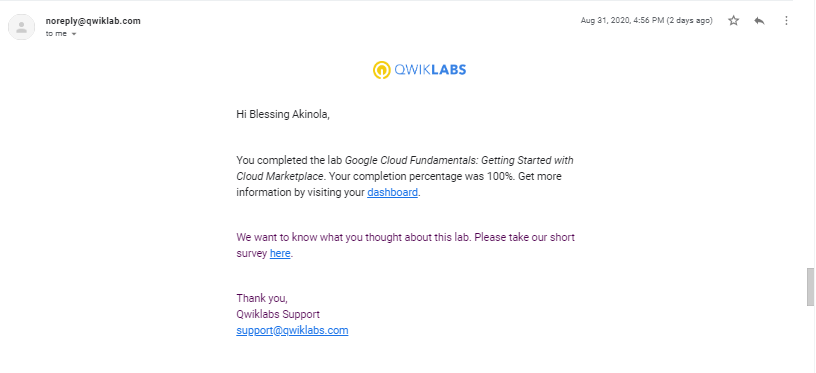 noreply@qwiklab.com
Aug 31, 2020, 4:56 PM (2 days ago)
to me
QWIKLABS
Hi Blessing Akinola,
You completed the lab Google Cloud Fundamentals: Getting Started with
Cloud Marketplace. Your completion percentage was 100%. Get more
information by visiting your dashboard.
We want to know what you thought about this lab. Please take our short
survey here.
Thank you,
Qwiklabs Support
support@qwiklabs.com